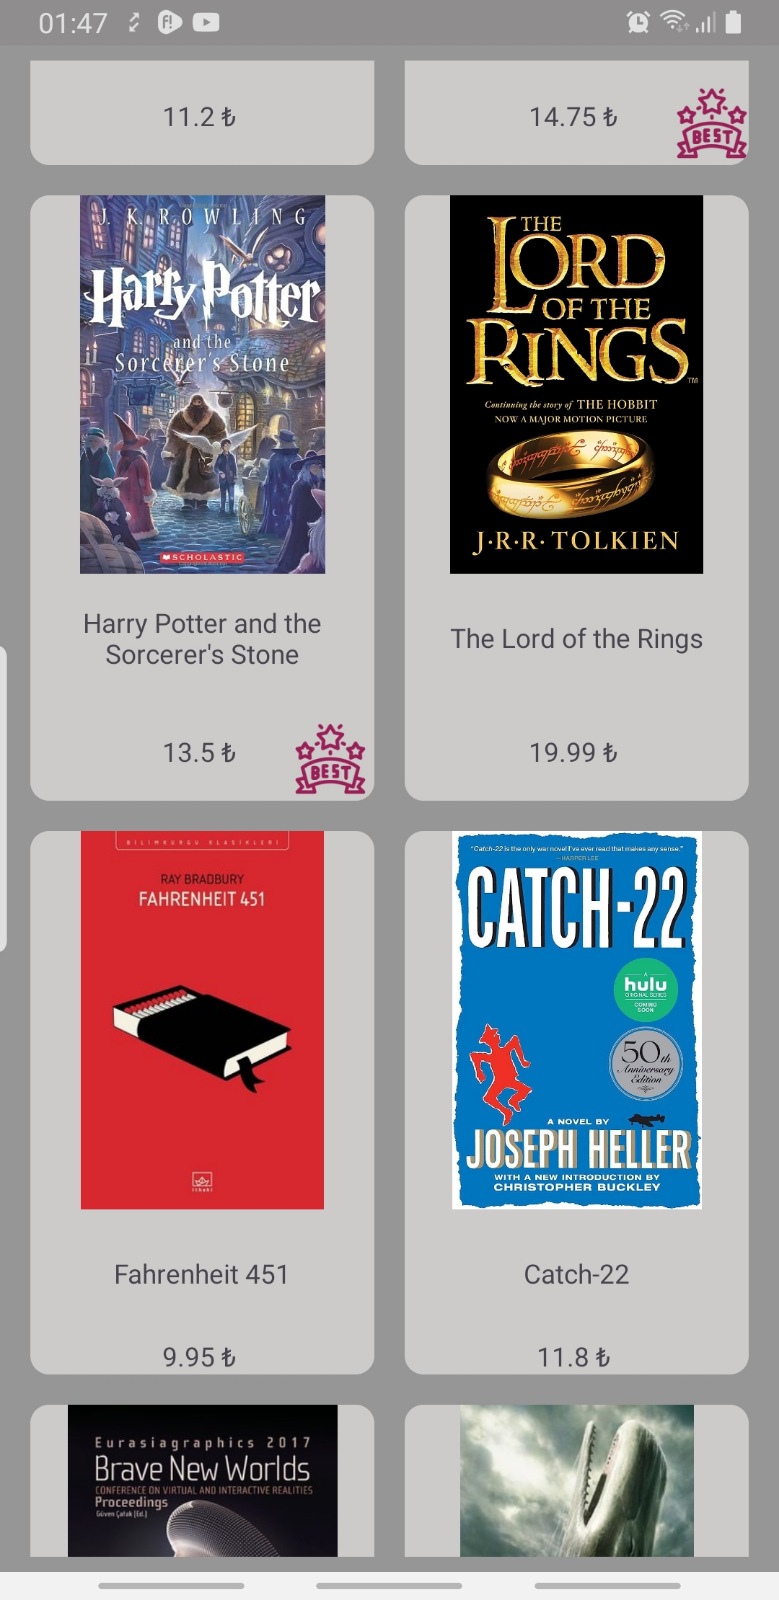 01:47
11.2 ₺
14.75 ₺
BEST
J. K. ROWLING
Harry Potter
and the
Sorcerer's Stone
SCHOLASTIC
THE
LORD
OF THE
RINGS
TM
Continuing the story of THE HOBBIT
NOW A MAJOR MOTION PICTURE
J·R·R·TOLKIEN
Harry Potter and the
Sorcerer's Stone
13.5 ₺
BEST
The Lord of the Rings
19.99 ₺
BİLİMKURGU KLASİKLERİ
RAY BRADBURY
FAHRENHEIT 451
ithaki
"Catch-22 is the only war novel I've ever read that makes any sense."
—HARPER LEE
CATCH-22
A
hulu
ORIGINAL SERIES
COMING
SOON
50th
Anniversary
Edition
A NOVEL BY
JOSEPH HELLER
WITH A NEW INTRODUCTION BY
CHRISTOPHER BUCKLEY
Fahrenheit 451
9.95 ₺
Catch-22
11.8 ₺
Eurasiagraphics 2017
Brave New Worlds
CONFERENCE ON VIRTUAL AND INTERACTIVE REALITIES
Proceedings
Güven Çatak [Ed.]